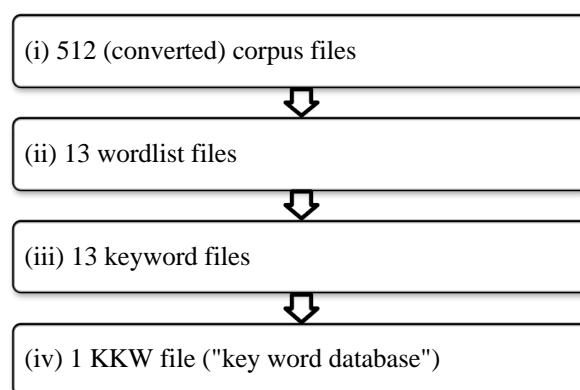 (i) 512 (converted) corpus files
(ii) 13 wordlist files
(iii) 13 keyword files
(iv) 1 KKW file ("key word database")